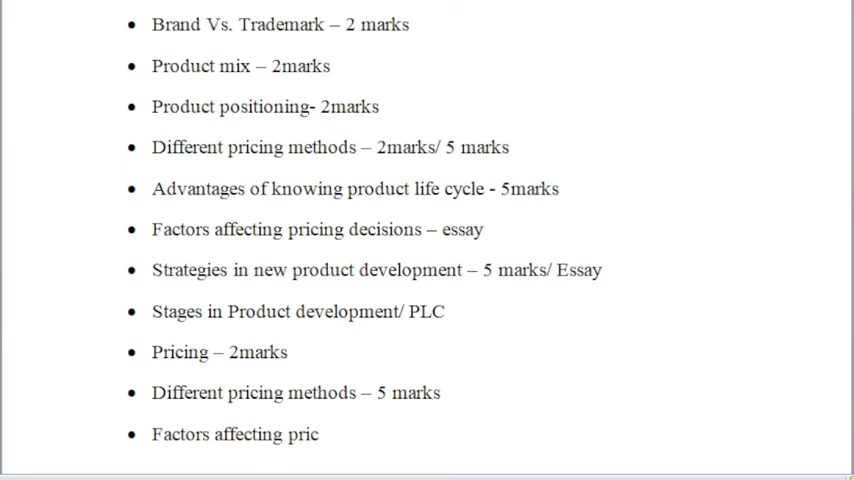 • Brand Vs. Trademark – 2 marks
• Product mix – 2marks
• Product positioning- 2marks
• Different pricing methods – 2marks/ 5 marks
• Advantages of knowing product life cycle - 5marks
• Factors affecting pricing decisions – essay
• Strategies in new product development – 5 marks/ Essay
• Stages in Product development/ PLC
• Pricing – 2marks
• Different pricing methods – 5 marks
• Factors affecting pric